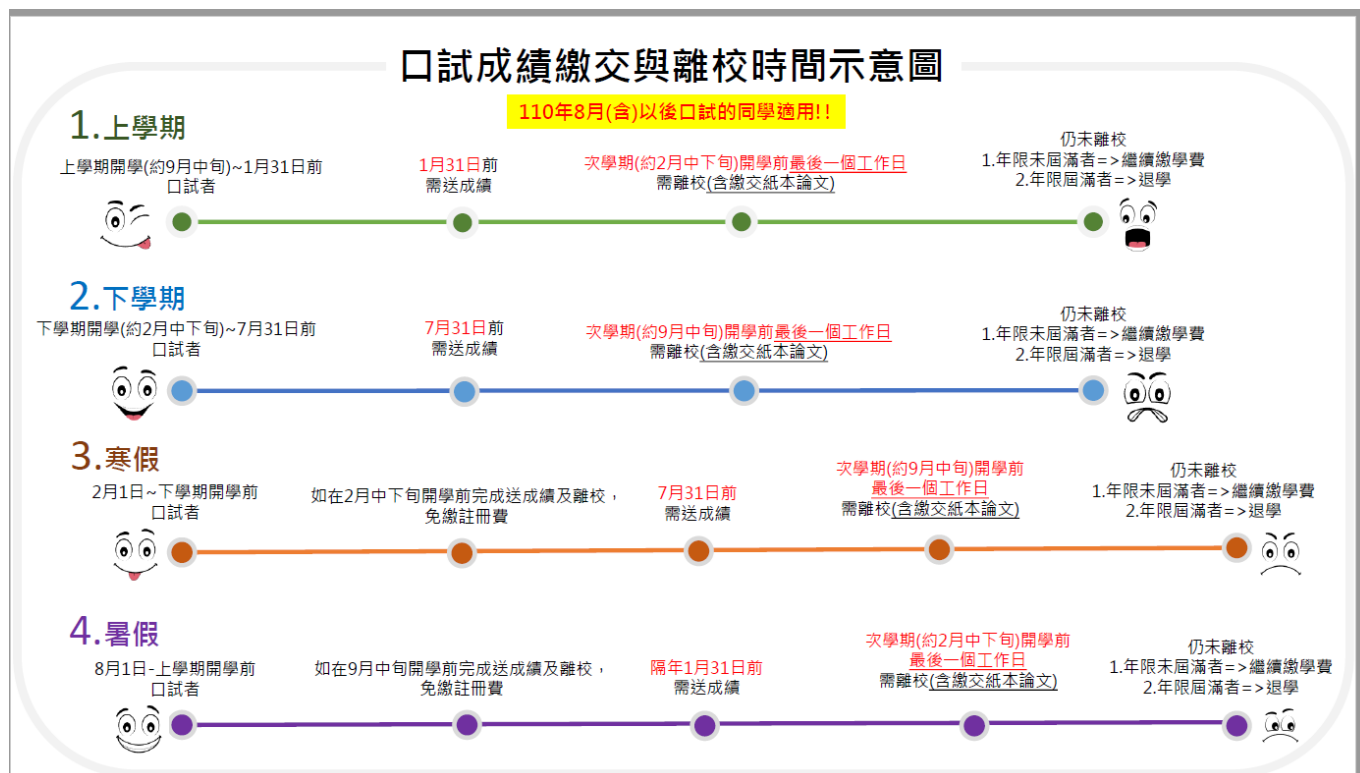 口試成績繳交與離校時間示意圖
110年8月(含)以後口試的同學適用!!
1.上學期
上學期開學(約9月中旬)~1月31日前
口試者
1月31日前
需送成績
次學期(約2月中下旬)開學前最後一個工作日
需離校(含繳交紙本論文)
仍未離校
1.年限未屆滿者=>繼續繳學費
2.年限屆滿者=>退學
2.下學期
下學期開學(約2月中下旬)~7月31日前
口試者
7月31日前
需送成績
次學期(約9月中旬)開學前最後一個工作日
需離校(含繳交紙本論文)
仍未離校
1.年限未屆滿者=>繼續繳學費
2.年限屆滿者=>退學
3.寒假
2月1日~下學期開學前
口試者
如在2月中下旬開學前完成送成績及離校，
免繳註冊費
7月31日前
需送成績
次學期(約9月中旬)開學前
最後一個工作日
需離校(含繳交紙本論文)
仍未離校
1.年限未屆滿者=>繼續繳學費
2.年限屆滿者=>退學
4.暑假
8月1日-上學期開學前
口試者
如在9月中旬開學前完成送成績及離校，
免繳註冊費
隔年1月31日前
需送成績
次學期(約2月中下旬)開學前
最後一個工作日
需離校(含繳交紙本論文)
仍未離校
1.年限未屆滿者=>繼續繳學費
2.年限屆滿者=>退學